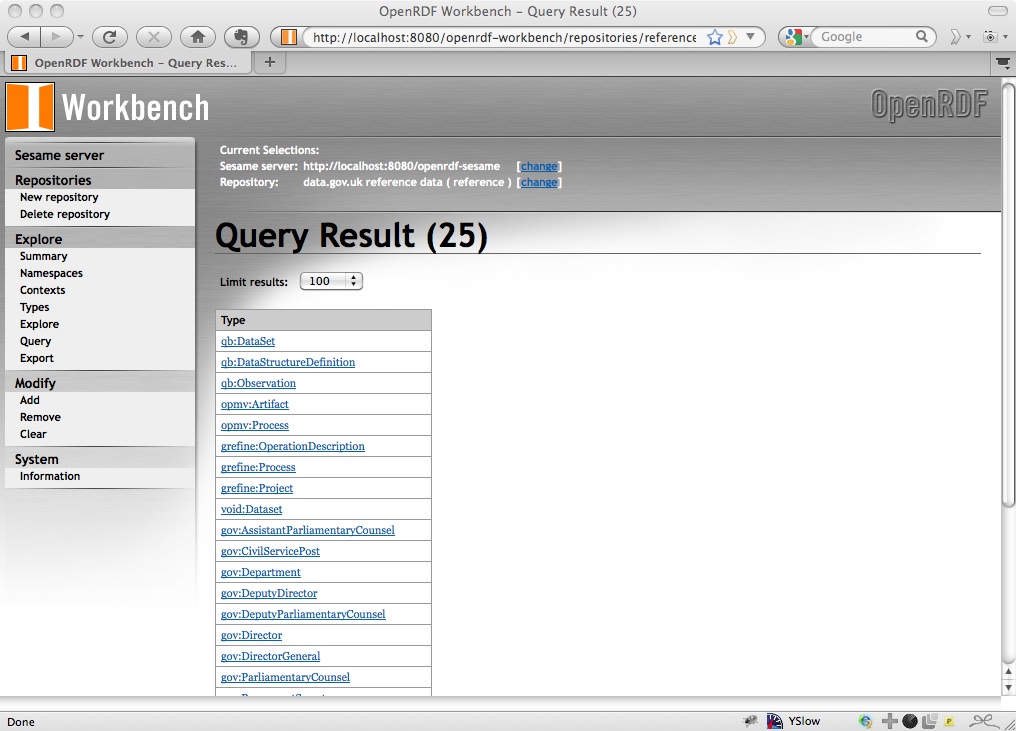 OpenRDF Workbench – Query Result (25)
http://localhost:8080/openrdf-workbench/repositories/reference
Google
OpenRDF Workbench – Query Res...
Workbench
OpenRDF
Sesame server
Repositories
New repository
Delete repository
Explore
Summary
Namespaces
Contexts
Types
Explore
Query
Export
Modify
Add
Remove
Clear
System
Information
Current Selections:
Sesame server: http://localhost:8080/openrdf-sesame [change]
Repository: data.gov.uk reference data ( reference ) [change]
Query Result (25)
Limit results: 100
Type
qb:DataSet
qb:DataStructureDefinition
qb:Observation
opmv:Artifact
opmv:Process
grefine:OperationDescription
grefine:Process
grefine:Project
void:Dataset
gov:AssistantParliamentaryCounsel
gov:CivilServicePost
gov:Department
gov:DeputyDirector
gov:DeputyParliamentaryCounsel
gov:Director
gov:DirectorGeneral
gov:ParliamentaryCounsel
Done
YSlow